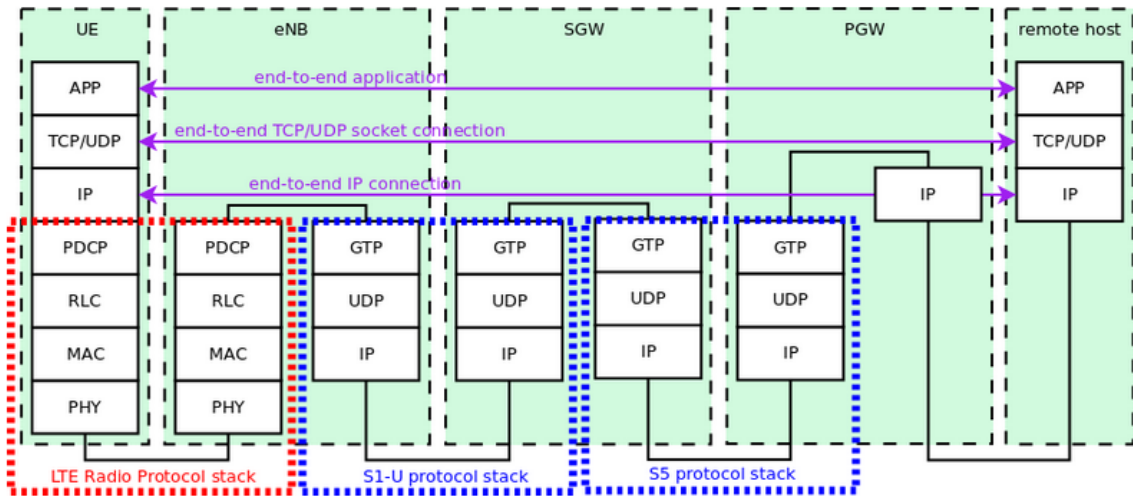 UE
eNB
SGW
PGW
remote host
APP
end-to-end application
APP
TCP/UDP
end-to-end TCP/UDP socket connection
TCP/UDP
IP
end-to-end IP connection
IP
IP
PDCP
PDCP
GTP
GTP
GTP
GTP
RLC
RLC
UDP
UDP
UDP
UDP
MAC
MAC
IP
IP
IP
IP
PHY
PHY
LTE Radio Protocol stack
S1-U protocol stack
S5 protocol stack